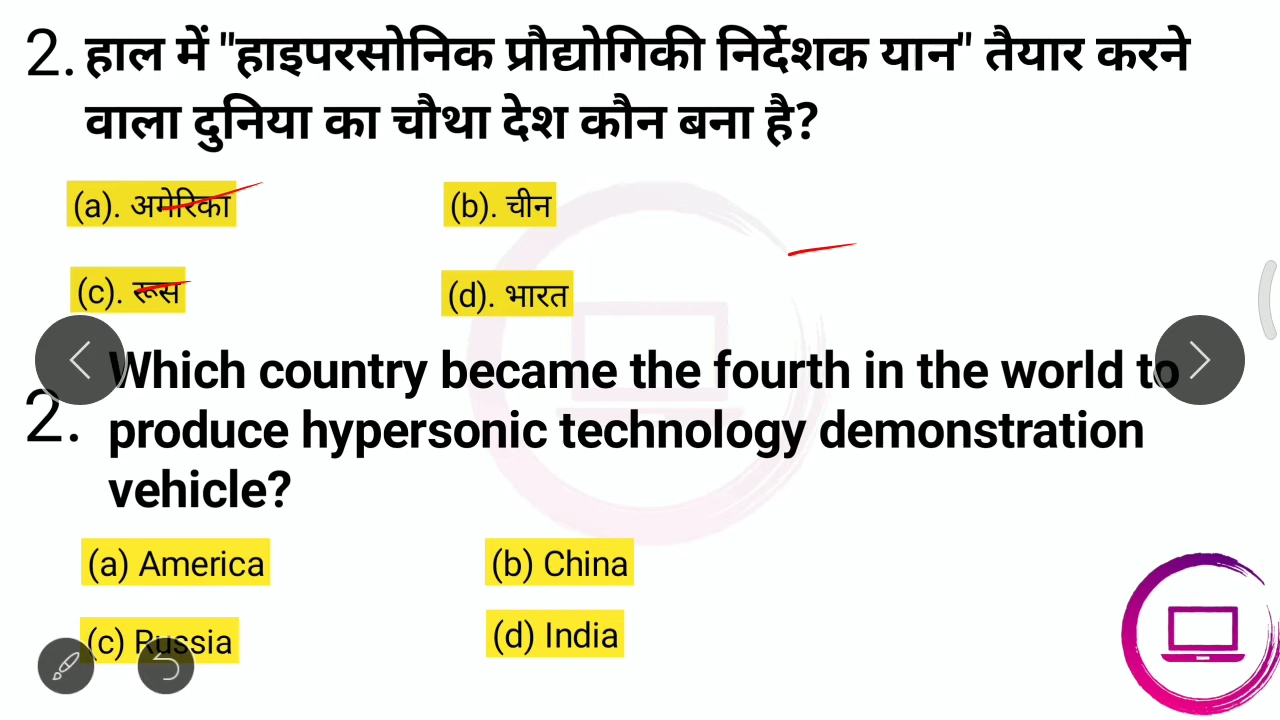 2. हाल में "हाइपरसोनिक प्रौद्योगिकी निर्देशक यान" तैयार करने
वाला दुनिया का चौथा देश कौन बना है?
(a). अमेरिका (b). चीन
(c). रूस (d). भारत
2. Which country became the fourth in the world to
produce hypersonic technology demonstration
vehicle?
(a) America (b) China
(c) Russia (d) India